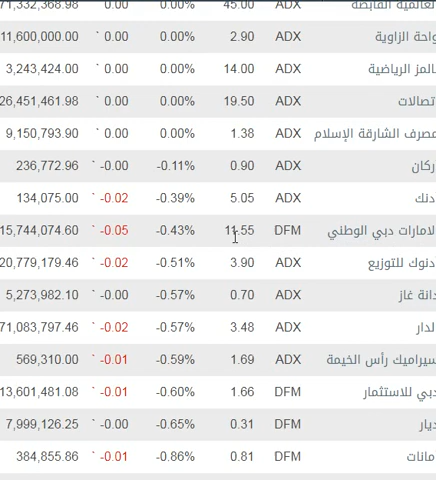 العالمية القابضة ADX 45.00 0.00% 0.00 71,332,368.98
واحة الزاوية ADX 2.90 0.00% 0.00 11,600,000.00
بالمز الرياضية ADX 14.00 0.00% 0.00 3,243,424.00
اتصالات ADX 19.50 0.00% 0.00 26,451,461.98
مصرف الشارقة الإسلام ADX 1.38 0.00% 0.00 9,150,793.90
ركان ADX 0.90 -0.11% -0.00 236,772.96
دنك ADX 5.05 -0.39% -0.02 134,075.00
لامارات دبي الوطني DFM 11.55 -0.43% -0.05 15,744,074.60
دنوك للتوزيع ADX 3.90 -0.51% -0.02 20,779,179.46
دانة غاز ADX 0.70 -0.57% -0.00 5,273,982.10
لدار ADX 3.48 -0.57% -0.02 71,083,797.46
سيراميك رأس الخيمة ADX 1.69 -0.59% -0.01 569,310.00
دبي للاستثمار DFM 1.66 -0.60% -0.01 13,601,481.08
ديار DFM 0.31 -0.65% -0.00 7,999,126.25
مانات DFM 0.81 -0.86% -0.01 384,855.86